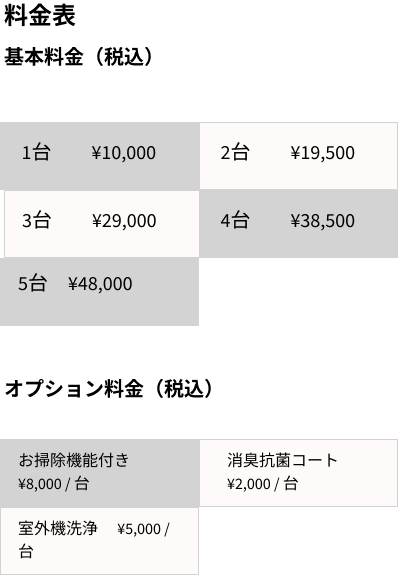 料金表
基本料金（税込）
1台 ¥10,000
2台 ¥19,500
3台 ¥29,000
4台 ¥38,500
5台 ¥48,000
オプション料金（税込）
お掃除機能付き
¥8,000 / 台
消臭抗菌コート
¥2,000 / 台
室外機洗浄 ¥5,000 /
台